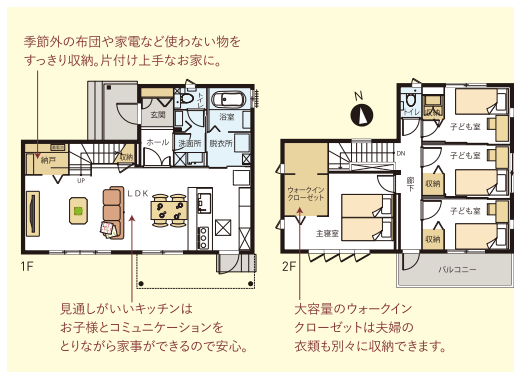 季節外の布団や家電など使わない物を
すっきり収納。片付け上手なお家に。
玄関
トイレ
浴室
ホール
洗面所
脱衣所
納戸
収納
UP
LDK
1F
見通しがいいキッチンは
お子様とコミュニケーションを
とりながら家事ができるので安心。
N
トイレ
収納
子ども室
DN
子ども室
収納
廊下
ウォークイン
クローゼット
子ども室
主寝室
収納
バルコニー
2F
大容量のウォークイン
クローゼットは夫婦の
衣類も別々に収納できます。